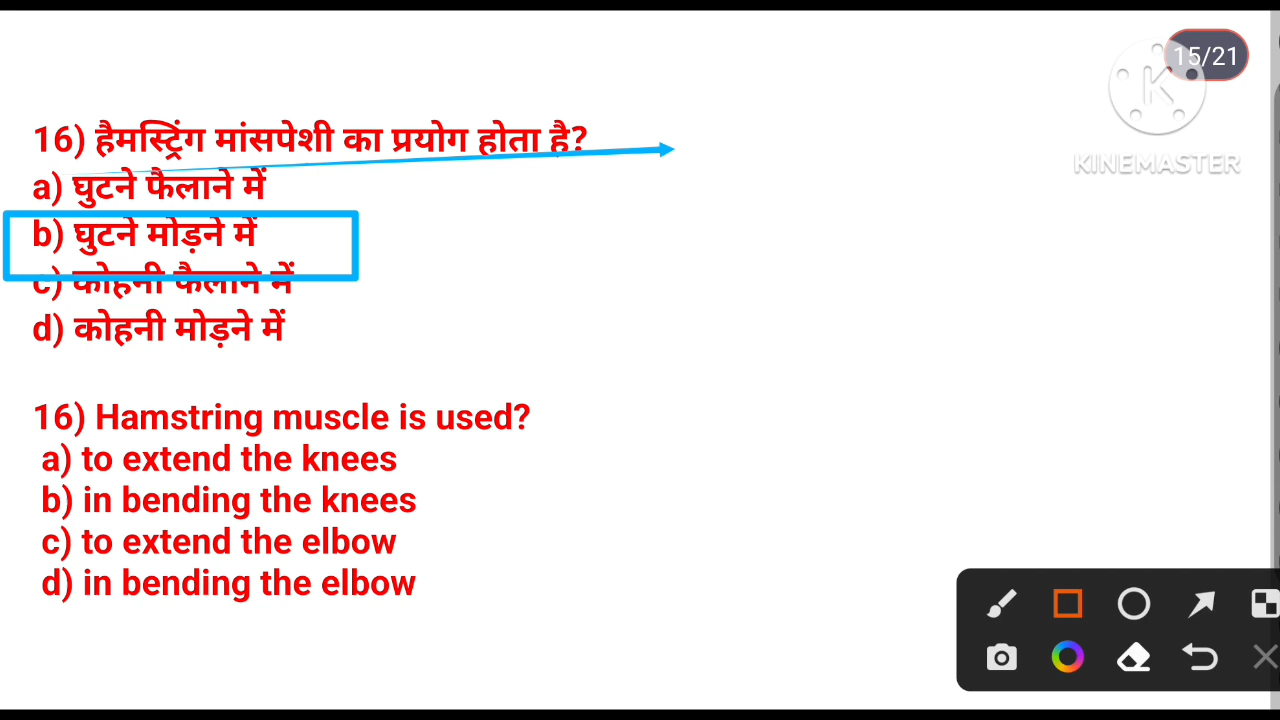 15/21
KINEMASTER
16) हैमस्ट्रिंग मांसपेशी का प्रयोग होता है?
a) घुटने फैलाने में
b) घुटने मोड़ने में
c) कोहनी फैलाने में
d) कोहनी मोड़ने में
16) Hamstring muscle is used?
a) to extend the knees
b) in bending the knees
c) to extend the elbow
d) in bending the elbow